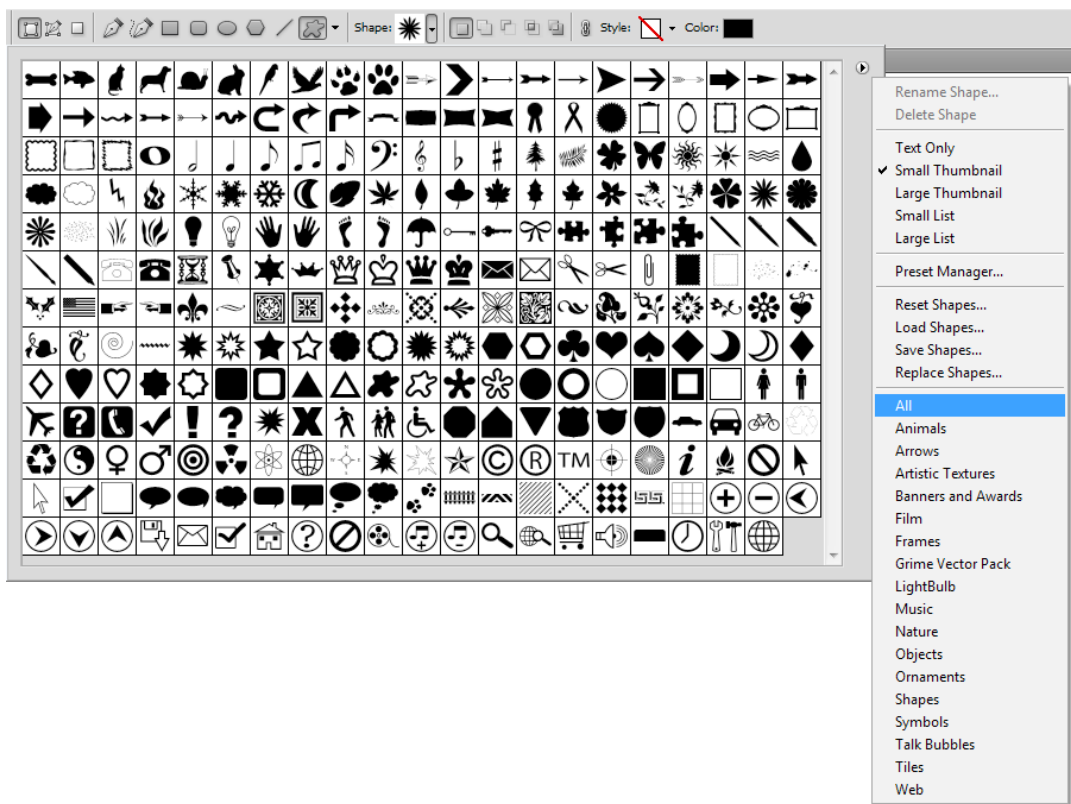 Shape:
Style:
Color:
Rename Shape...
Delete Shape
Text Only
Small Thumbnail
Large Thumbnail
Small List
Large List
Preset Manager...
Reset Shapes...
Load Shapes...
Save Shapes...
Replace Shapes...
All
Animals
Arrows
Artistic Textures
Banners and Awards
Film
Frames
Grime Vector Pack
LightBulb
Music
Nature
Objects
Ornaments
Shapes
Symbols
Talk Bubbles
Tiles
Web
? ! ? X
© ® TM i
?